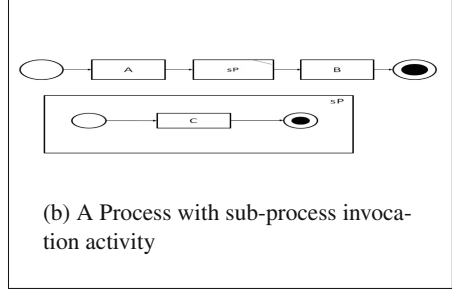 A sP B
sP
C
(b) A Process with sub-process invoca-
tion activity